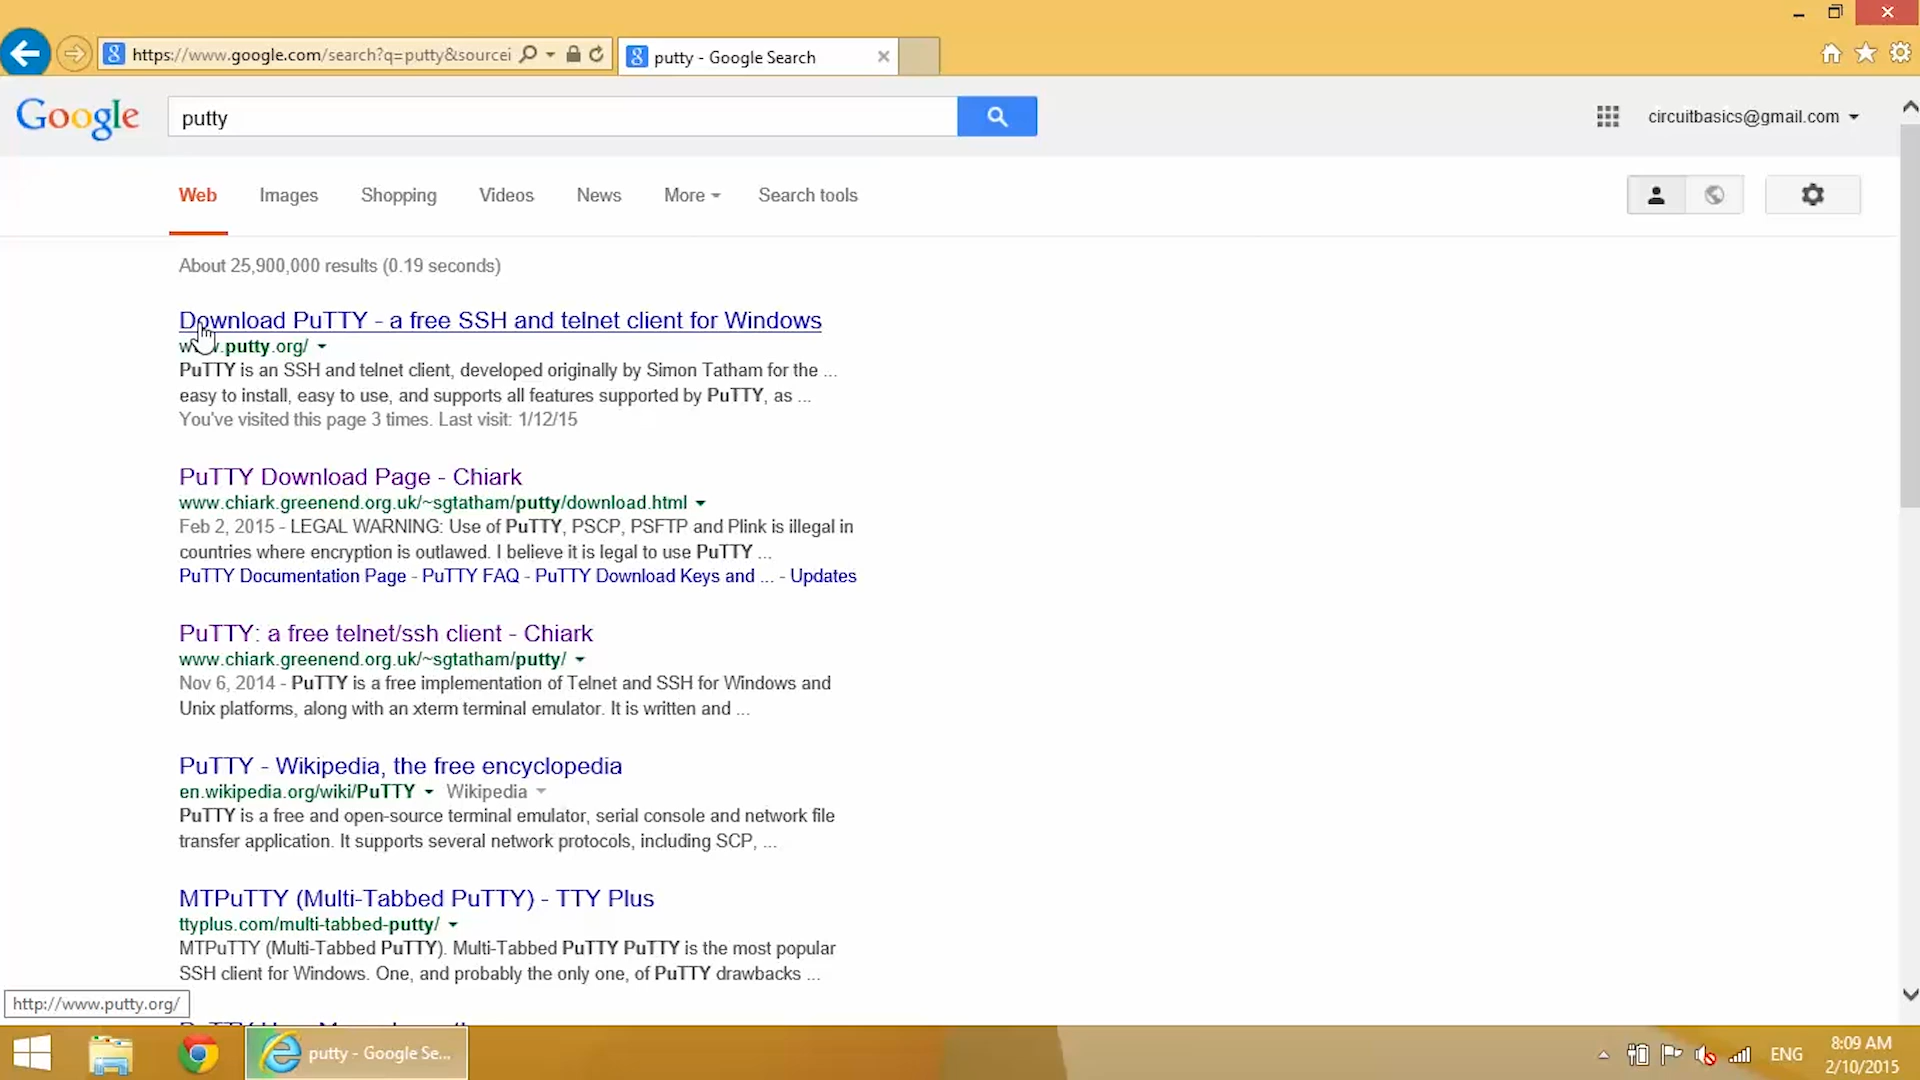 https://www.google.com/search?q=putty&sourcei
putty - Google Search
Google
putty
circuitbasics@gmail.com
Web Images Shopping Videos News More Search tools
About 25,900,000 results (0.19 seconds)
Download PuTTY - a free SSH and telnet client for Windows
www.putty.org/
PuTTY is an SSH and telnet client, developed originally by Simon Tatham for the ...
easy to install, easy to use, and supports all features supported by PuTTY, as ...
You've visited this page 3 times. Last visit: 1/12/15
PuTTY Download Page - Chiark
www.chiark.greenend.org.uk/~sgtatham/putty/download.html
Feb 2, 2015 - LEGAL WARNING: Use of PuTTY, PSCP, PSFTP and Plink is illegal in
countries where encryption is outlawed. I believe it is legal to use PuTTY ...
PuTTY Documentation Page - PuTTY FAQ - PuTTY Download Keys and ... - Updates
PuTTY: a free telnet/ssh client - Chiark
www.chiark.greenend.org.uk/~sgtatham/putty/
Nov 6, 2014 - PuTTY is a free implementation of Telnet and SSH for Windows and
Unix platforms, along with an xterm terminal emulator. It is written and ...
PuTTY - Wikipedia, the free encyclopedia
en.wikipedia.org/wiki/PuTTY Wikipedia
PuTTY is a free and open-source terminal emulator, serial console and network file
transfer application. It supports several network protocols, including SCP, ...
MTPuTTY (Multi-Tabbed PuTTY) - TTY Plus
ttyplus.com/multi-tabbed-putty/
MTPuTTY (Multi-Tabbed PuTTY). Multi-Tabbed PuTTY PuTTY is the most popular
SSH client for Windows. One, and probably the only one, of PuTTY drawbacks ...
http://www.putty.org/
putty - Google Se...
ENG
8:09 AM
2/10/2015